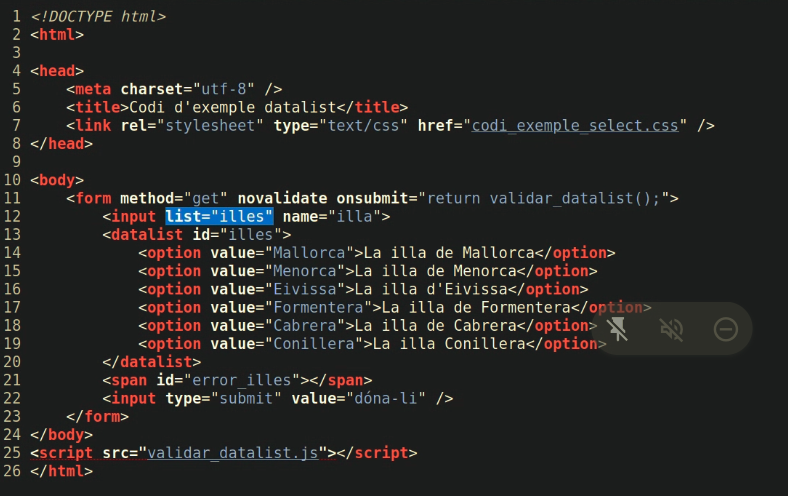 1 <!DOCTYPE html>
2 <html>
3
4 <head>
5     <meta charset="utf-8" />
6     <title>Codi d'exemple datalist</title>
7     <link rel="stylesheet" type="text/css" href="codi_exemple_select.css" />
8 </head>
9
10 <body>
11     <form method="get" novalidate onsubmit="return validar_datalist();">
12         <input list="illes" name="illa">
13         <datalist id="illes">
14             <option value="Mallorca">La illa de Mallorca</option>
15             <option value="Menorca">La illa de Menorca</option>
16             <option value="Eivissa">La illa d'Eivissa</option>
17             <option value="Formentera">La illa de Formentera</option>
18             <option value="Cabrera">La illa de Cabrera</option>
19             <option value="Conillera">La illa Conillera</option>
20         </datalist>
21         <span id="error_illes"></span>
22         <input type="submit" value="dóna-li" />
23     </form>
24 </body>
25 <script src="validar_datalist.js"></script>
26 </html>